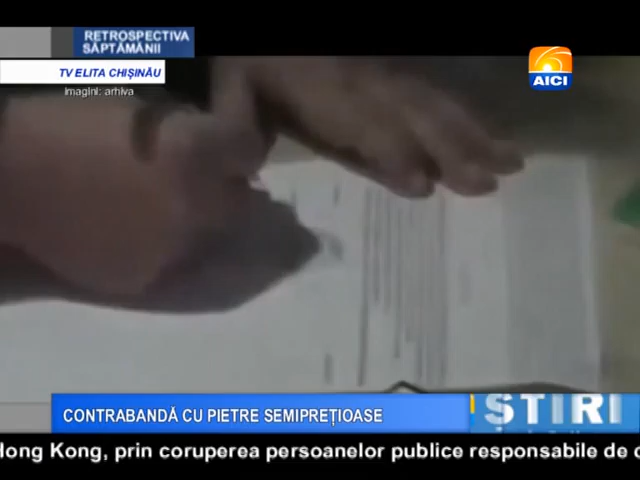 RETROSPECTIVA
SĂPTĂMÂNII
TV ELITA CHIȘINĂU
Imagini: arhiva
AICI
CONTRABANDĂ CU PIETRE SEMIPREȚIOASE
ȘTIRI
Hong Kong, prin coruperea persoanelor publice responsabile de